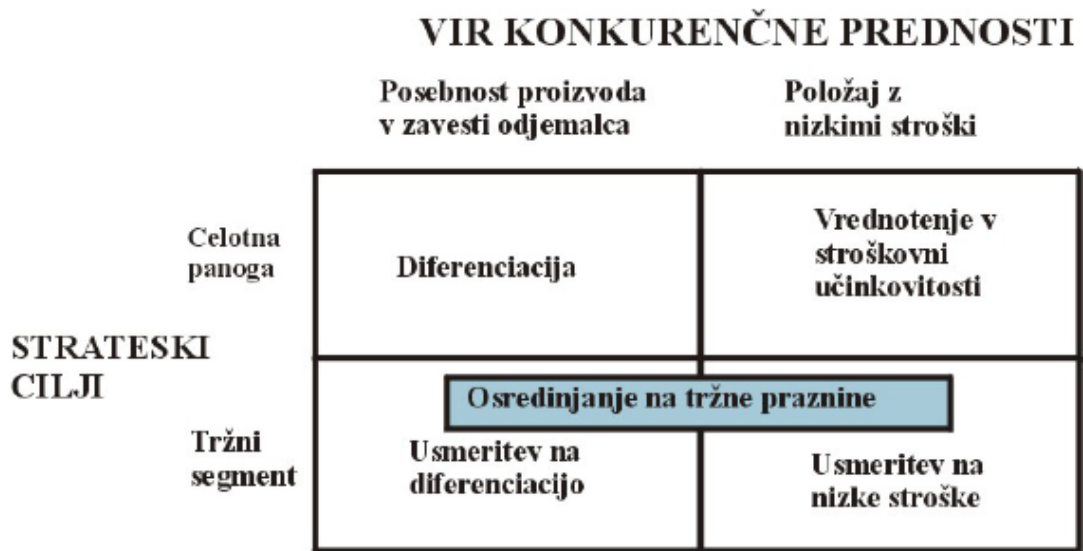 VIR KONKURENČNE PREDNOSTI
Posebnost proizvoda
v zavesti odjemalca
Položaj z
nizkimi stroški
Celotna
panoga
Diferenciacija
Vrednotenje v
stroškovni
učinkovitosti
STRATESKI
CILJI
Osredinjanje na tržne praznine
Tržni
segment
Usmeritev na
diferenciacijo
Usmeritev na
nizke stroške